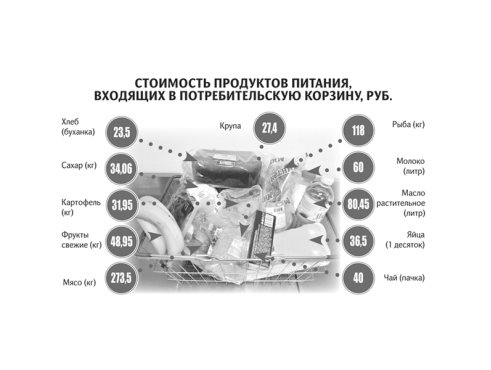 СТОИМОСТЬ ПРОДУКТОВ ПИТАНИЯ,
ВХОДЯЩИХ В ПОТРЕБИТЕЛЬСКУЮ КОРЗИНУ, РУБ.
Хлеб
(буханка)
23,5
Крупа
27,4
118
Рыба (кг)
Сахар (кг)
34,06
60
Молоко
(литр)
Картофель
(кг)
31,95
80,45
Масло
растительное
(литр)
Фрукты
свежие (кг)
48,95
36,5
Яйца
(1 десяток)
Мясо (кг)
273,5
40
Чай (пачка)